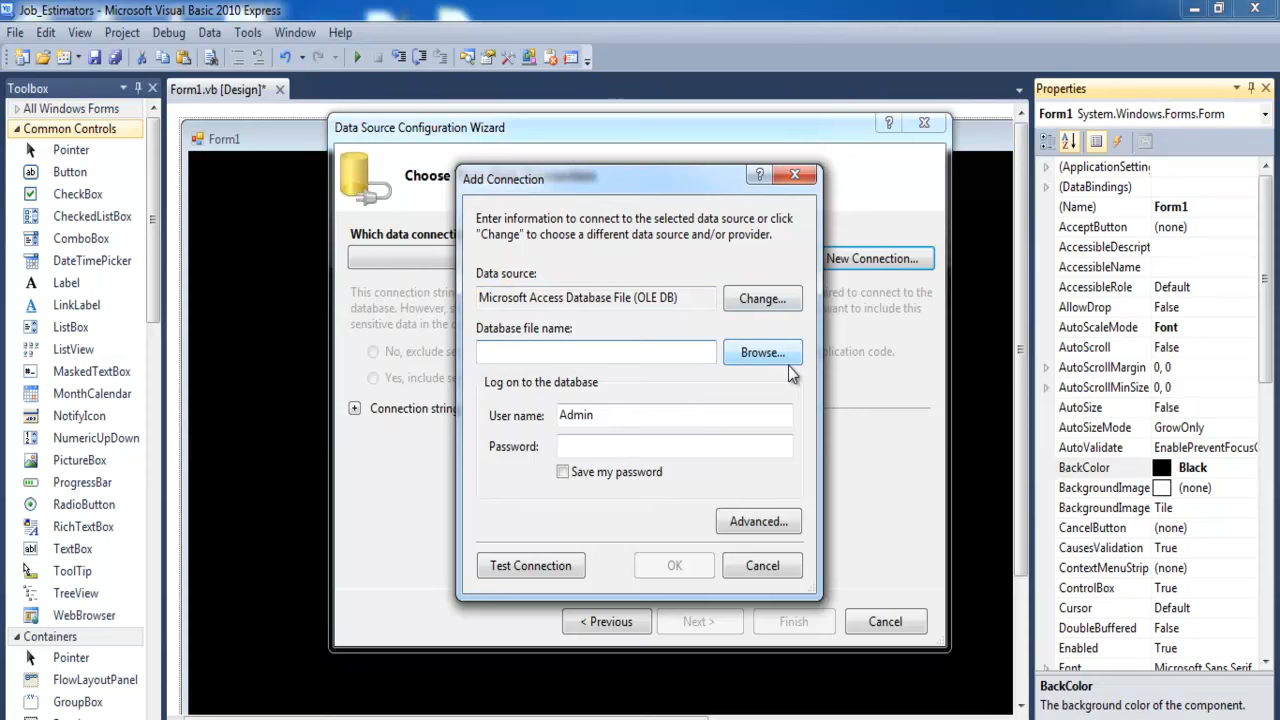 Job_Estimators - Microsoft Visual Basic 2010 Express
File Edit View Project Debug Data Tools Window Help
Toolbox
All Windows Forms
Common Controls
Pointer
Button
CheckBox
CheckedListBox
ComboBox
DateTimePicker
Label
LinkLabel
ListBox
ListView
MaskedTextBox
MonthCalendar
NotifyIcon
NumericUpDown
PictureBox
ProgressBar
RadioButton
RichTextBox
TextBox
ToolTip
TreeView
WebBrowser
Containers
Pointer
FlowLayoutPanel
GroupBox
Form1.vb [Design]*
Form1
Data Source Configuration Wizard
Choose
Which data connecti
New Connection...
This connection strin
database. However, s
sensitive data in the c
red to connect to the
want to include this
No, exclude se
plication code.
Yes, include se
Connection string
< Previous
Next >
Finish
Cancel
Add Connection
Enter information to connect to the selected data source or click
"Change" to choose a different data source and/or provider.
Data source:
Microsoft Access Database File (OLE DB)
Change...
Database file name:
Browse...
Log on to the database
User name: Admin
Password:
Save my password
Advanced...
Test Connection
OK
Cancel
Properties
Form1 System.Windows.Forms.Form
(ApplicationSetting
(DataBindings)
(Name) Form1
AcceptButton (none)
AccessibleDescript
AccessibleName
AccessibleRole Default
AllowDrop False
AutoScaleMode Font
AutoScroll False
AutoScrollMargin 0, 0
AutoScrollMinSize 0, 0
AutoSize False
AutoSizeMode GrowOnly
AutoValidate EnablePreventFocusC
BackColor Black
BackgroundImage (none)
BackgroundImage Tile
CancelButton (none)
CausesValidation True
ContextMenuStrip (none)
ControlBox True
Cursor Default
DoubleBuffered False
Enabled True
Font Microsoft Sans Serif
BackColor
The background color of the component.